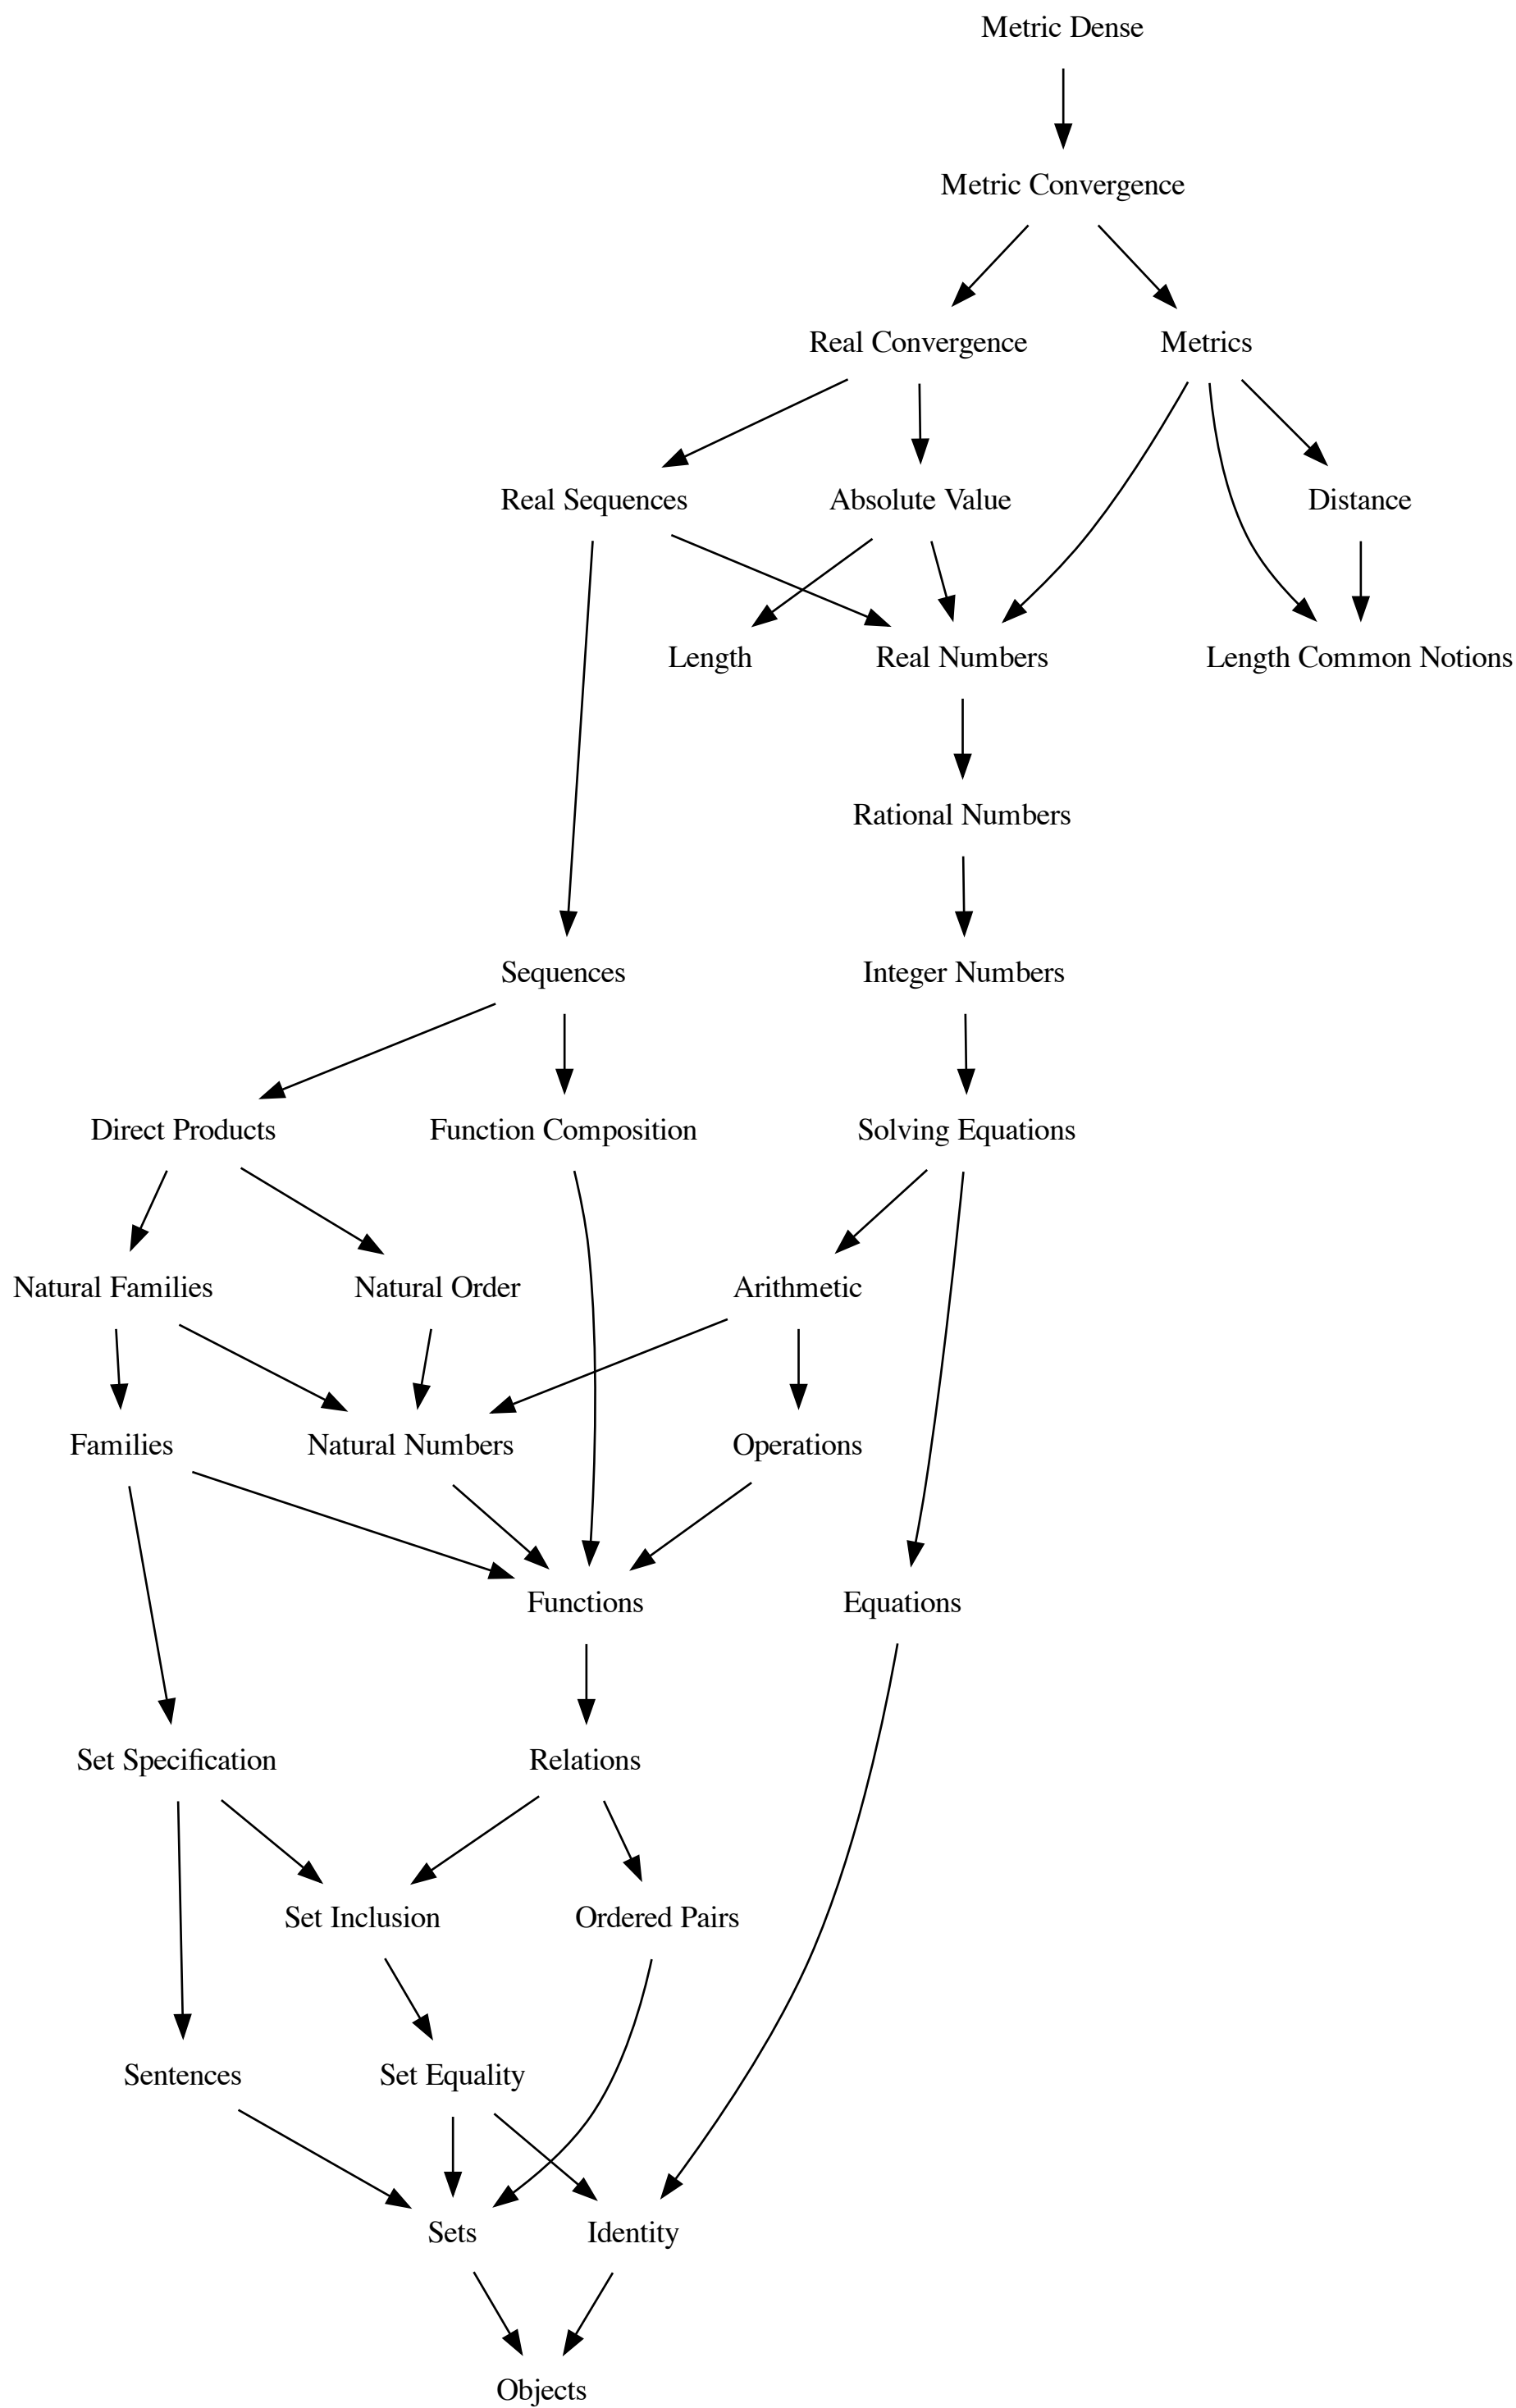 Metric Dense
Metric Convergence
Real Convergence
Metrics
Real Sequences
Absolute Value
Distance
Length
Real Numbers
Length Common Notions
Rational Numbers
Sequences
Integer Numbers
Direct Products
Function Composition
Solving Equations
Natural Families
Natural Order
Arithmetic
Families
Natural Numbers
Operations
Functions
Equations
Set Specification
Relations
Set Inclusion
Ordered Pairs
Sentences
Set Equality
Sets
Identity
Objects